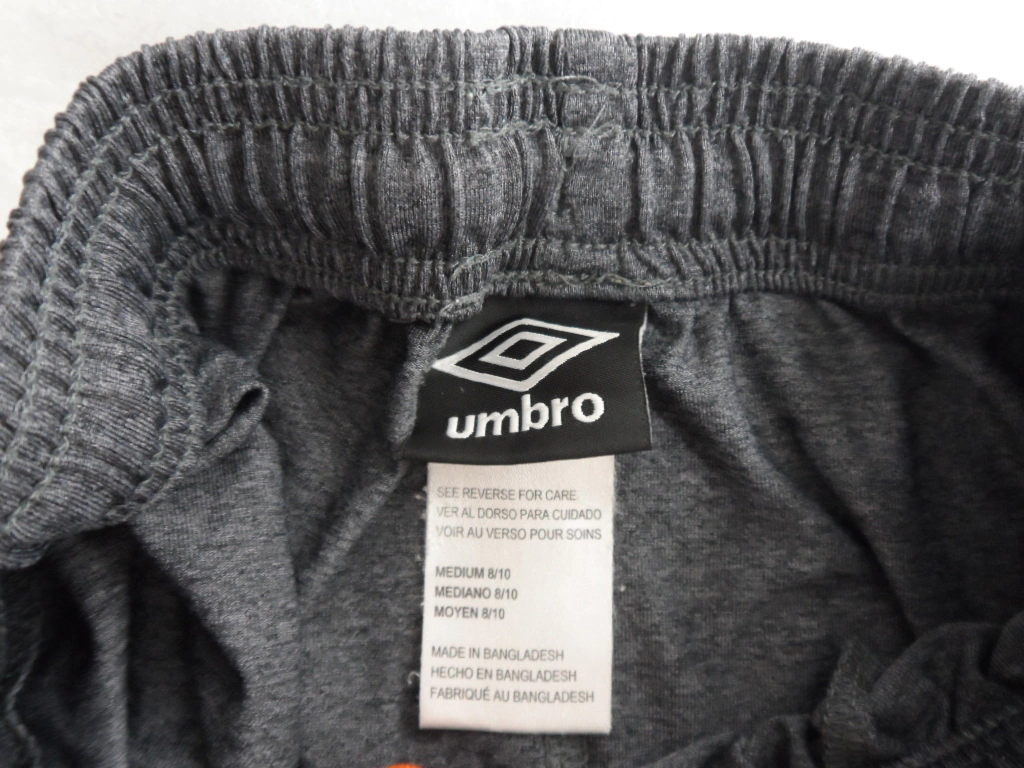 umbro
SEE REVERSE FOR CARE
VER AL DORSO PARA CUIDADO
VOIR AU VERSO POUR SOINS
MEDIUM 8/10
MEDIANO 8/10
MOYEN 8/10
MADE IN BANGLADESH
HECHO EN BANGLADESH
FABRIQUÉ AU BANGLADESH